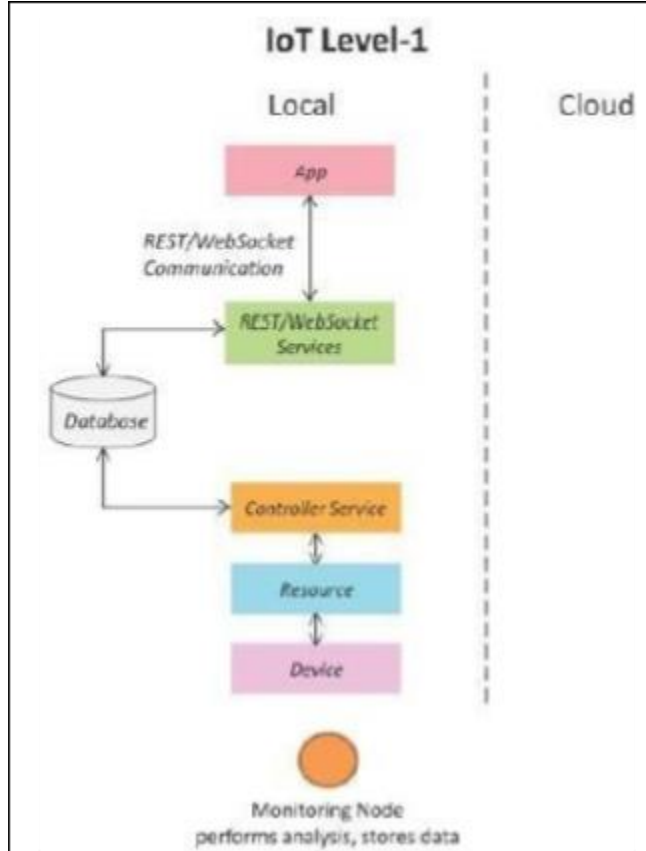 IoT Level-1
Local
Cloud
App
REST/WebSocket
Communication
REST/WebSocket
Services
Database
Controller Service
Resource
Device
Monitoring Node
performs analysis, stores data